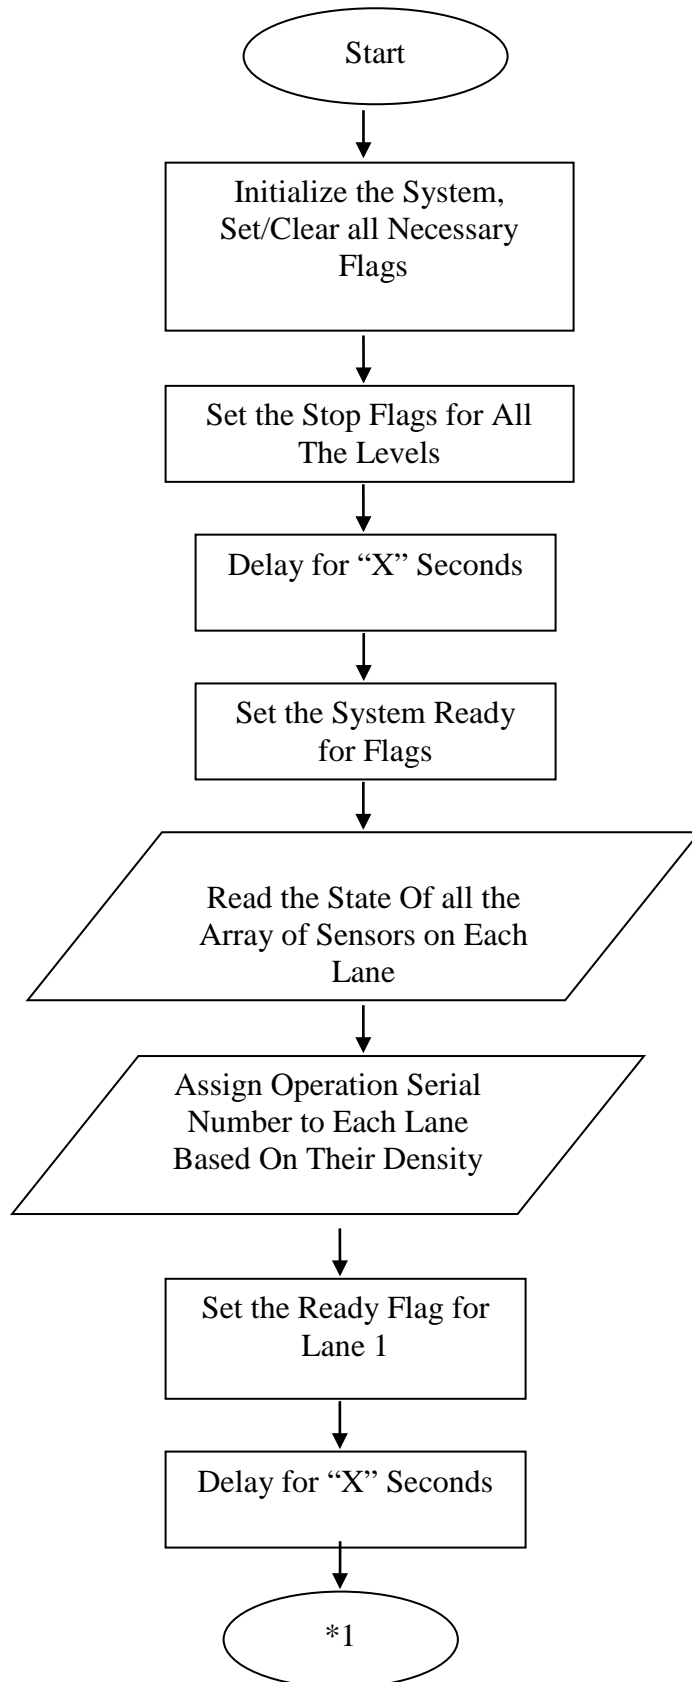 Start
Initialize the System,
Set/Clear all Necessary
Flags
Set the Stop Flags for All
The Levels
Delay for “X” Seconds
Set the System Ready
for Flags
Read the State Of all the
Array of Sensors on Each
Lane
Assign Operation Serial
Number to Each Lane
Based On Their Density
Set the Ready Flag for
Lane 1
Delay for “X” Seconds
*1